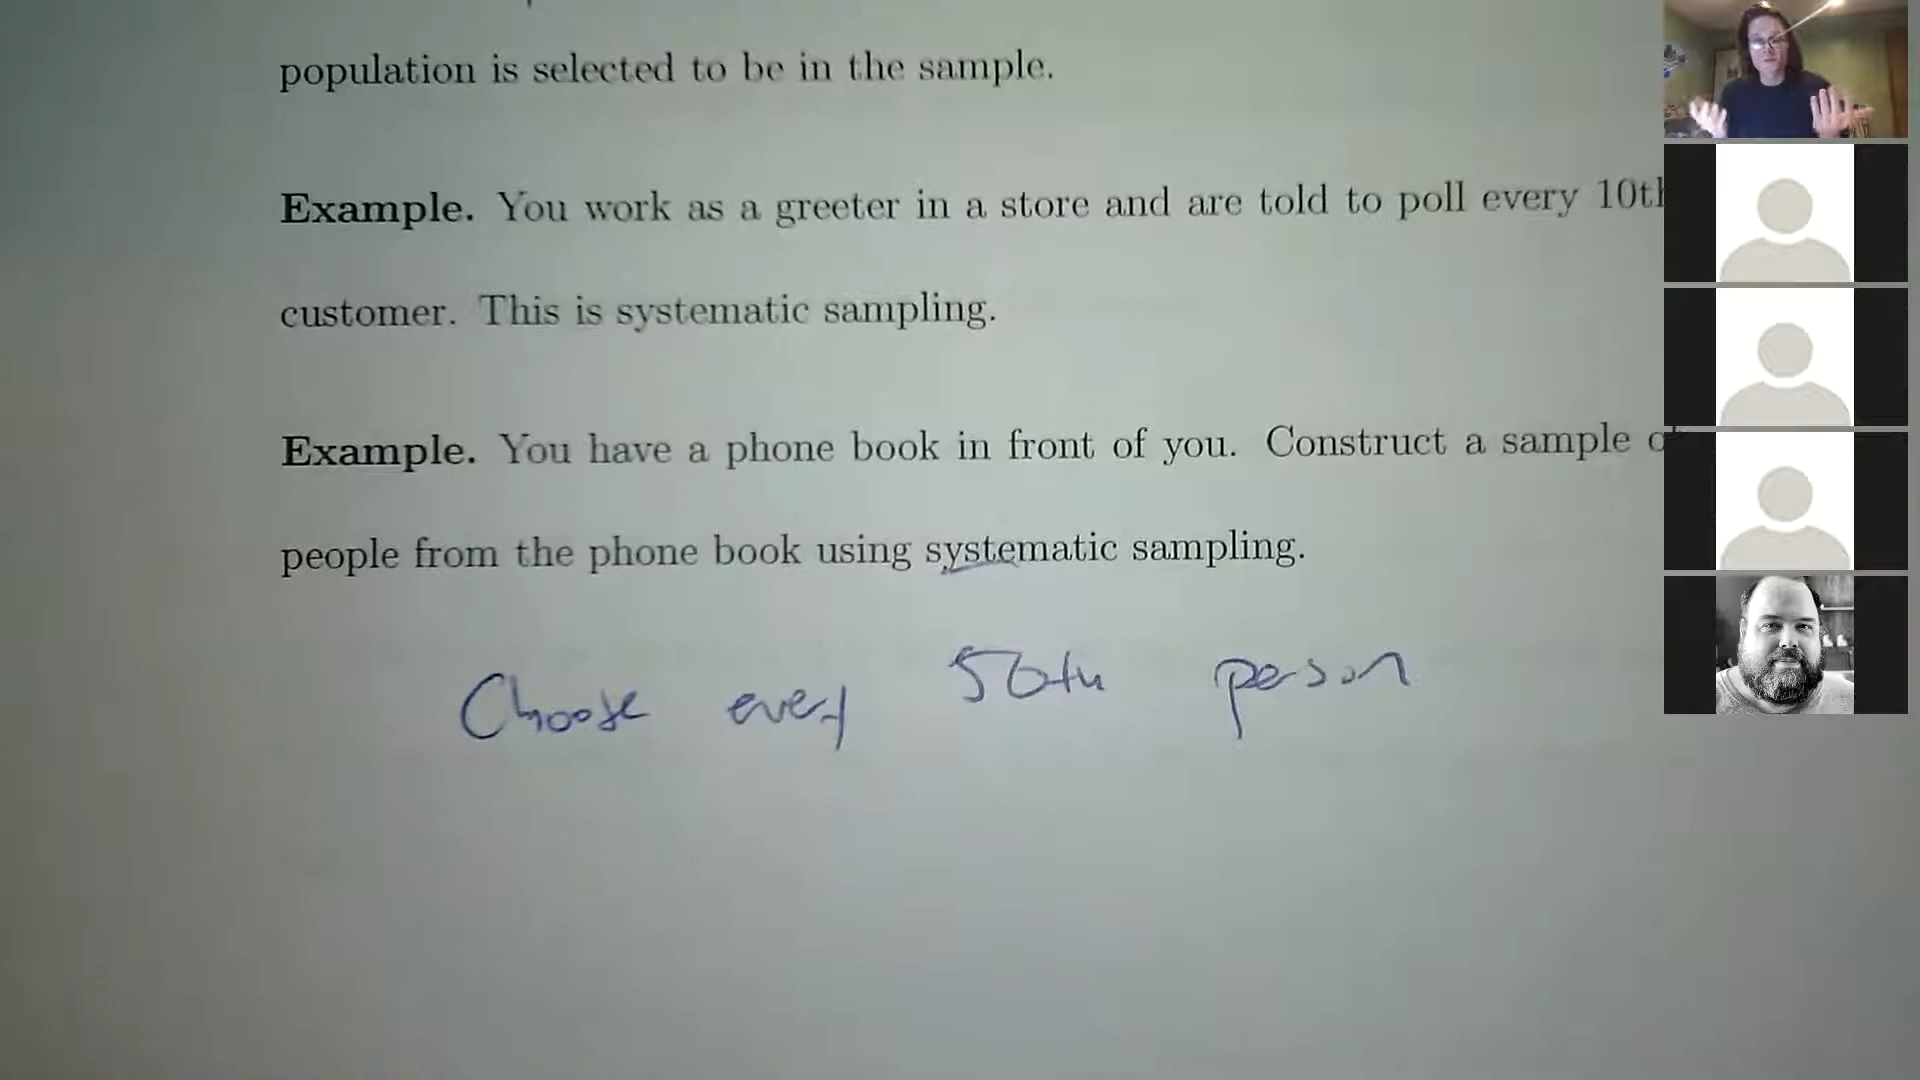 population is selected to be in the sample.
Example. You work as a greeter in a store and are told to poll every 10th
customer. This is systematic sampling.
Example. You have a phone book in front of you. Construct a sample
people from the phone book using systematic sampling.
Choose every 50th person